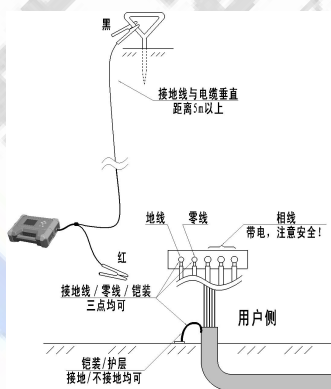 黑
接地线与电缆垂直
距离5m以上
地线
零线
相线
带电,注意安全!
红
接地线/零线/铠装
三点均可
用户侧
铠装/护层
接地/不接地均可